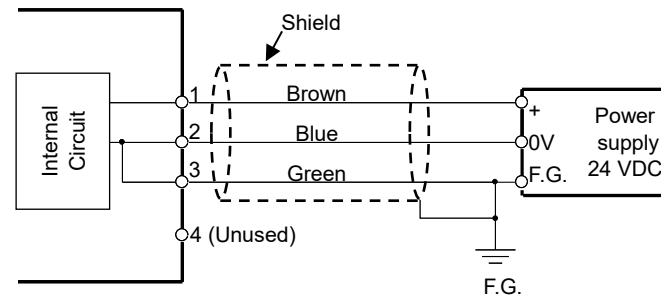 Shield
Internal
Circuit
1
Brown
+
2
Blue
0V
3
Green
F.G.
Power
supply
24 VDC
4 (Unused)
F.G.